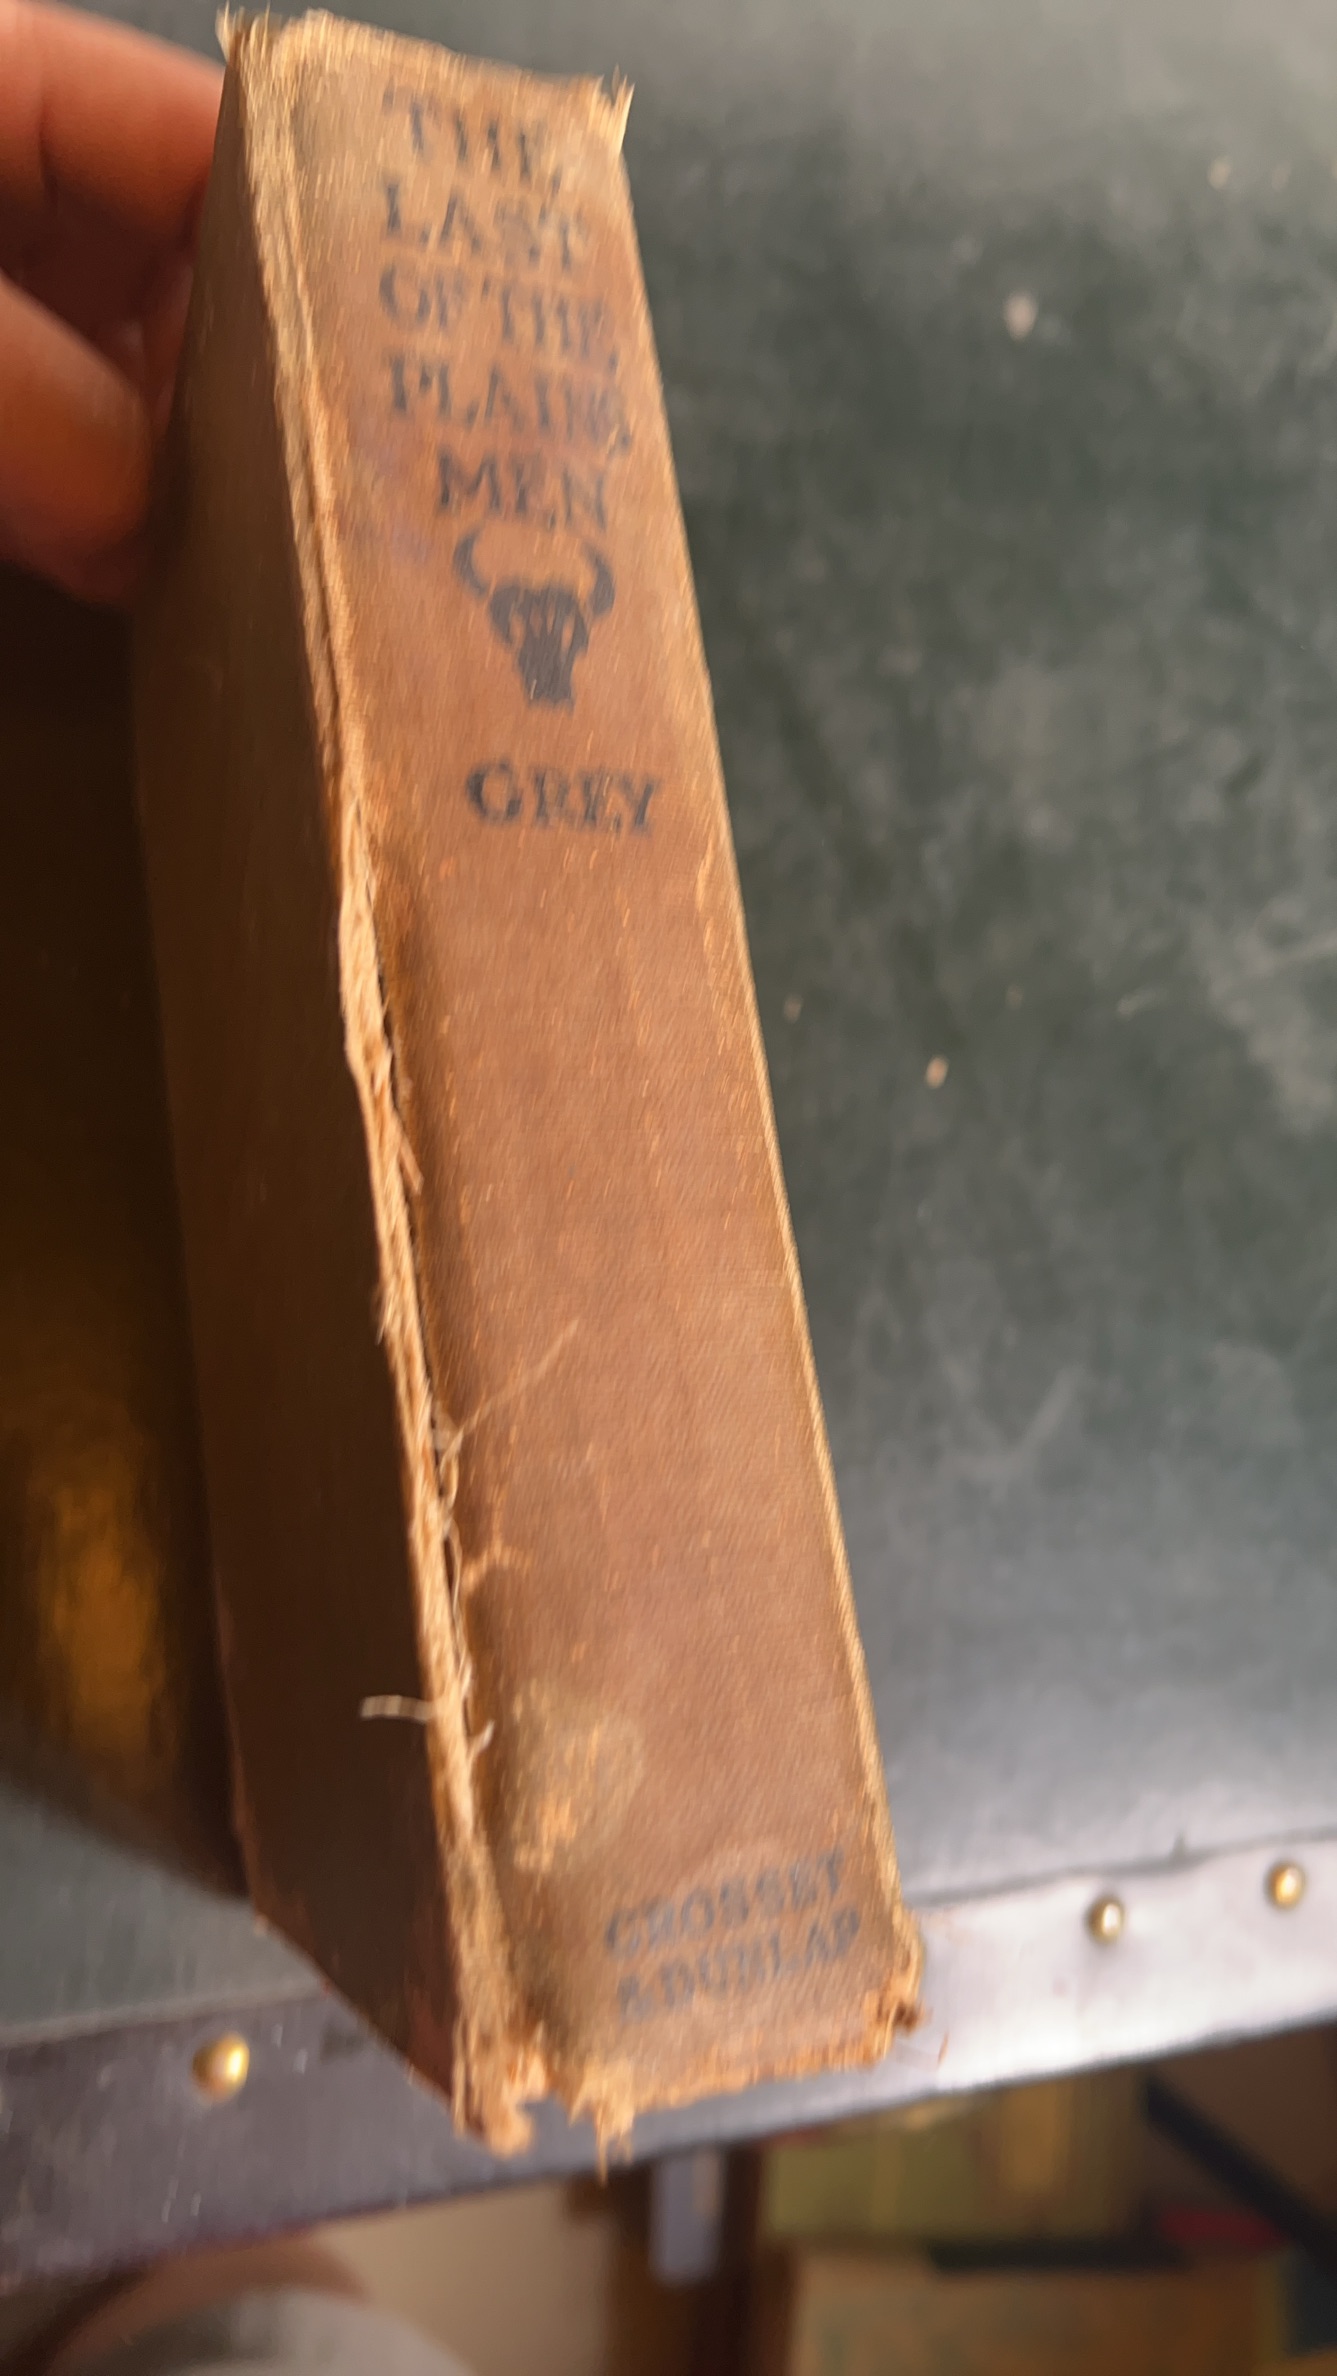 THE
LAST
OF THE
PLAINS
MEN
GREY
GROSSET
& DUNLAP